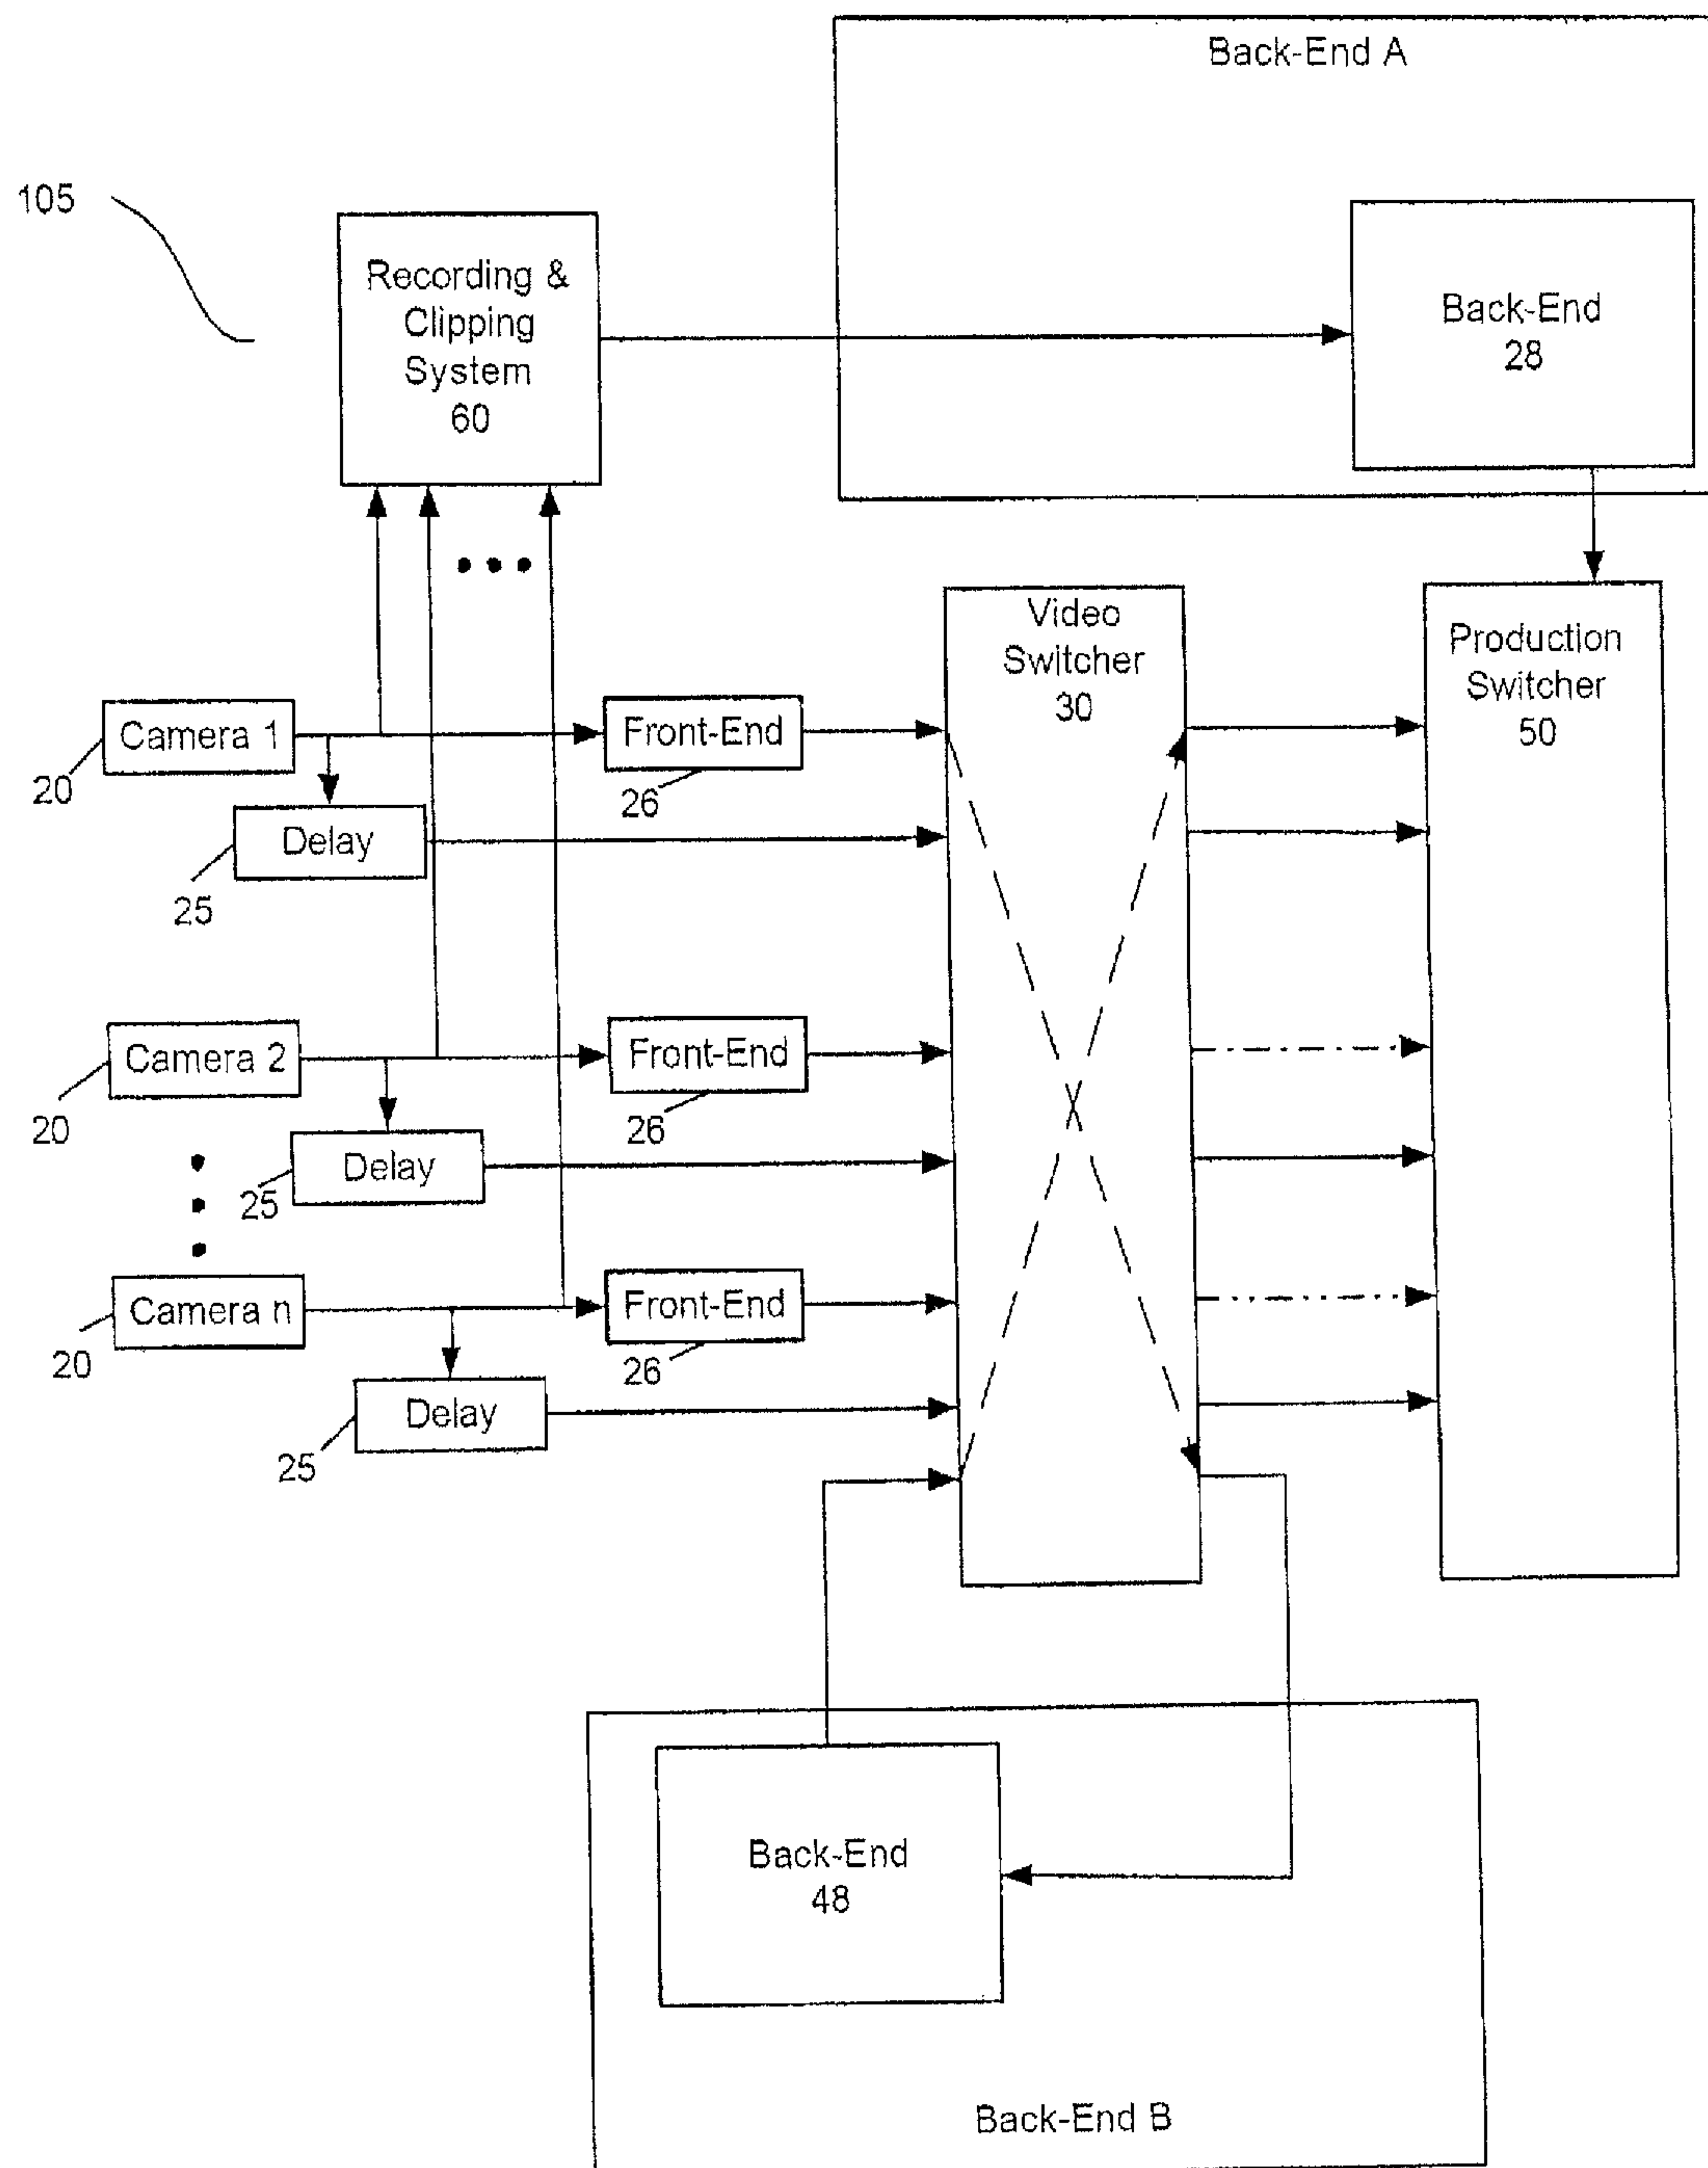 Back-End A
105
Recording &
Clipping
System
60
Back-End
28
Video
Switcher
30
Production
Switcher
50
Camera 1
20
Front-End
26
Delay
25
Camera 2
20
Front-End
26
Delay
25
Camera n
20
Front-End
26
Delay
25
Back-End
48
Back-End B